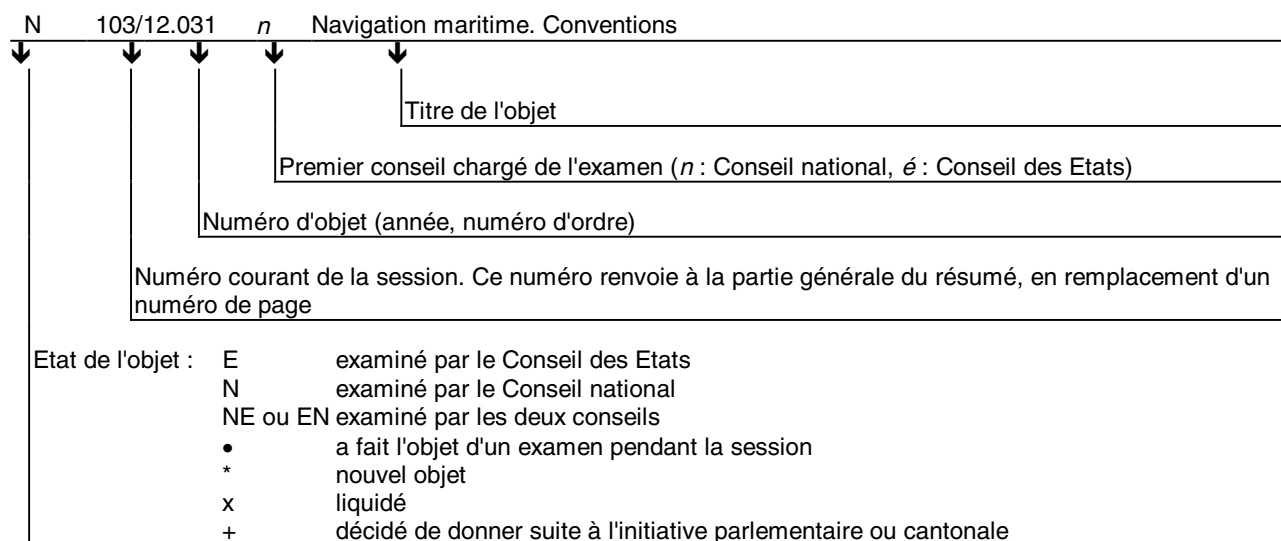 N 103/12.031 n Navigation maritime. Conventions
Titre de l'objet
Premier conseil chargé de l'examen (n : Conseil national, é : Conseil des Etats)
Numéro d'objet (année, numéro d'ordre)
Numéro courant de la session. Ce numéro renvoie à la partie générale du résumé, en remplacement d'un
numéro de page
Etat de l'objet : E examiné par le Conseil des Etats
N examiné par le Conseil national
NE ou EN examiné par les deux conseils
• a fait l'objet d'un examen pendant la session
* nouvel objet
x liquidé
+ décidé de donner suite à l'initiative parlementaire ou cantonale